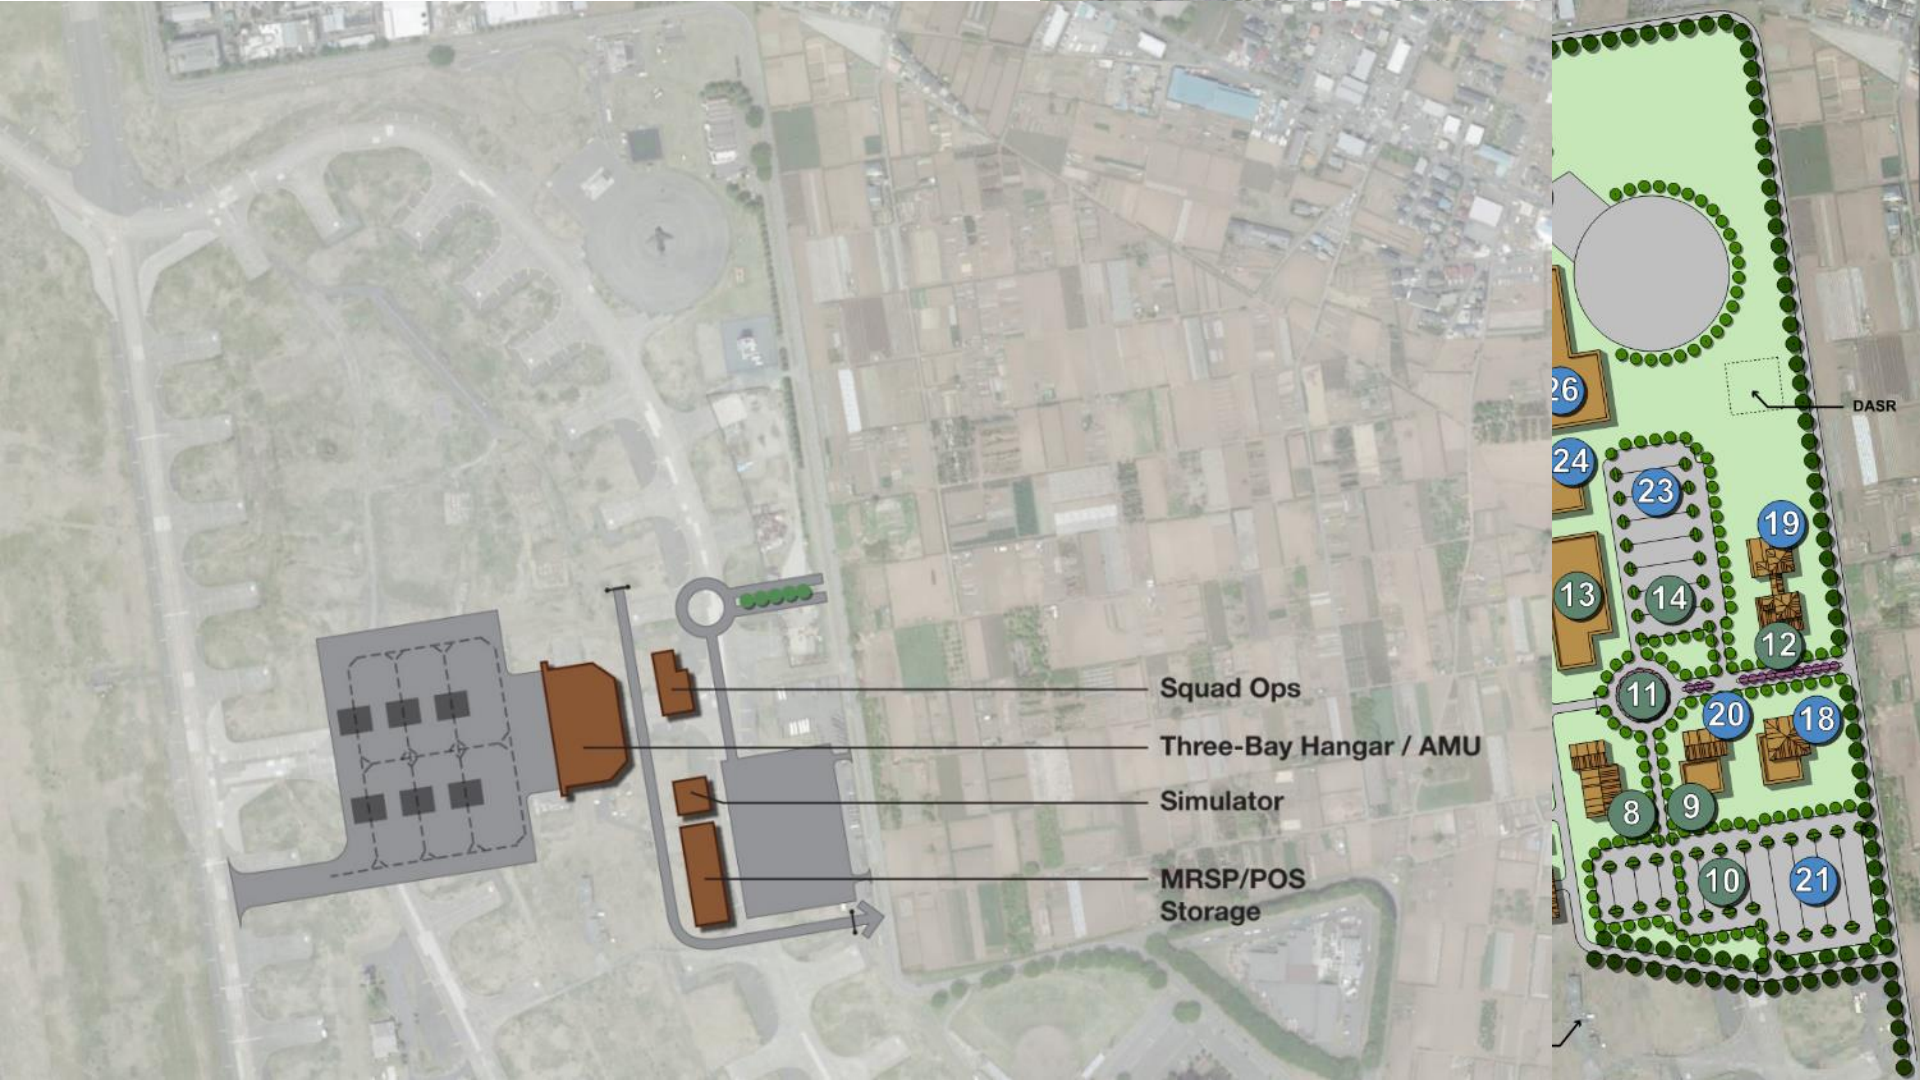 Squad Ops
Three-Bay Hangar / AMU
Simulator
MRSP/POS
Storage
DASR
26
24
23
19
13
14
12
11
20
18
8
9
10
21